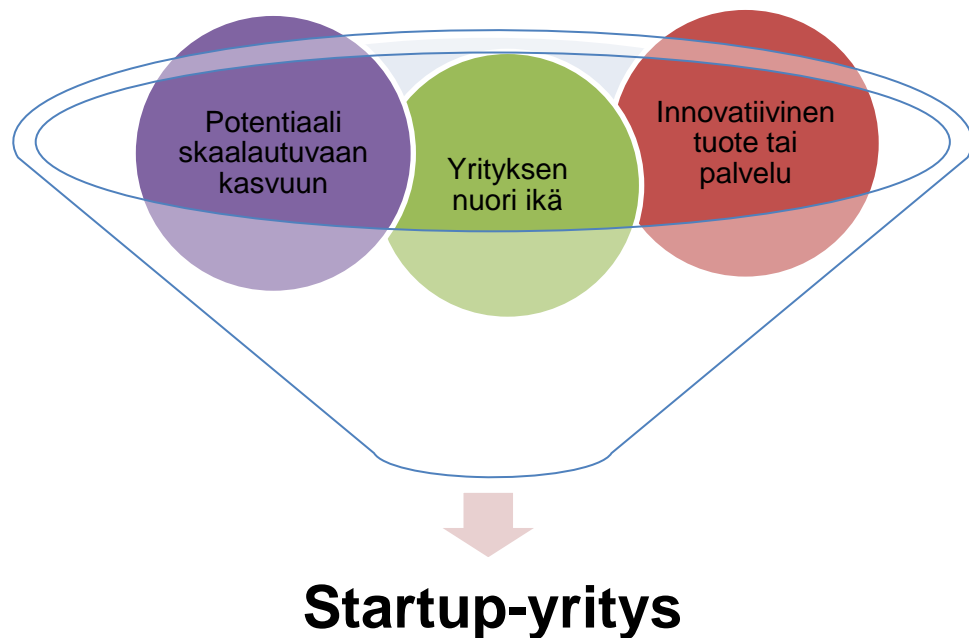 Potentiaali
skaalautuvaan
kasvuun
Yrityksen
nuori ikä
Innovatiivinen
tuote tai
palvelu
Startup-yritys